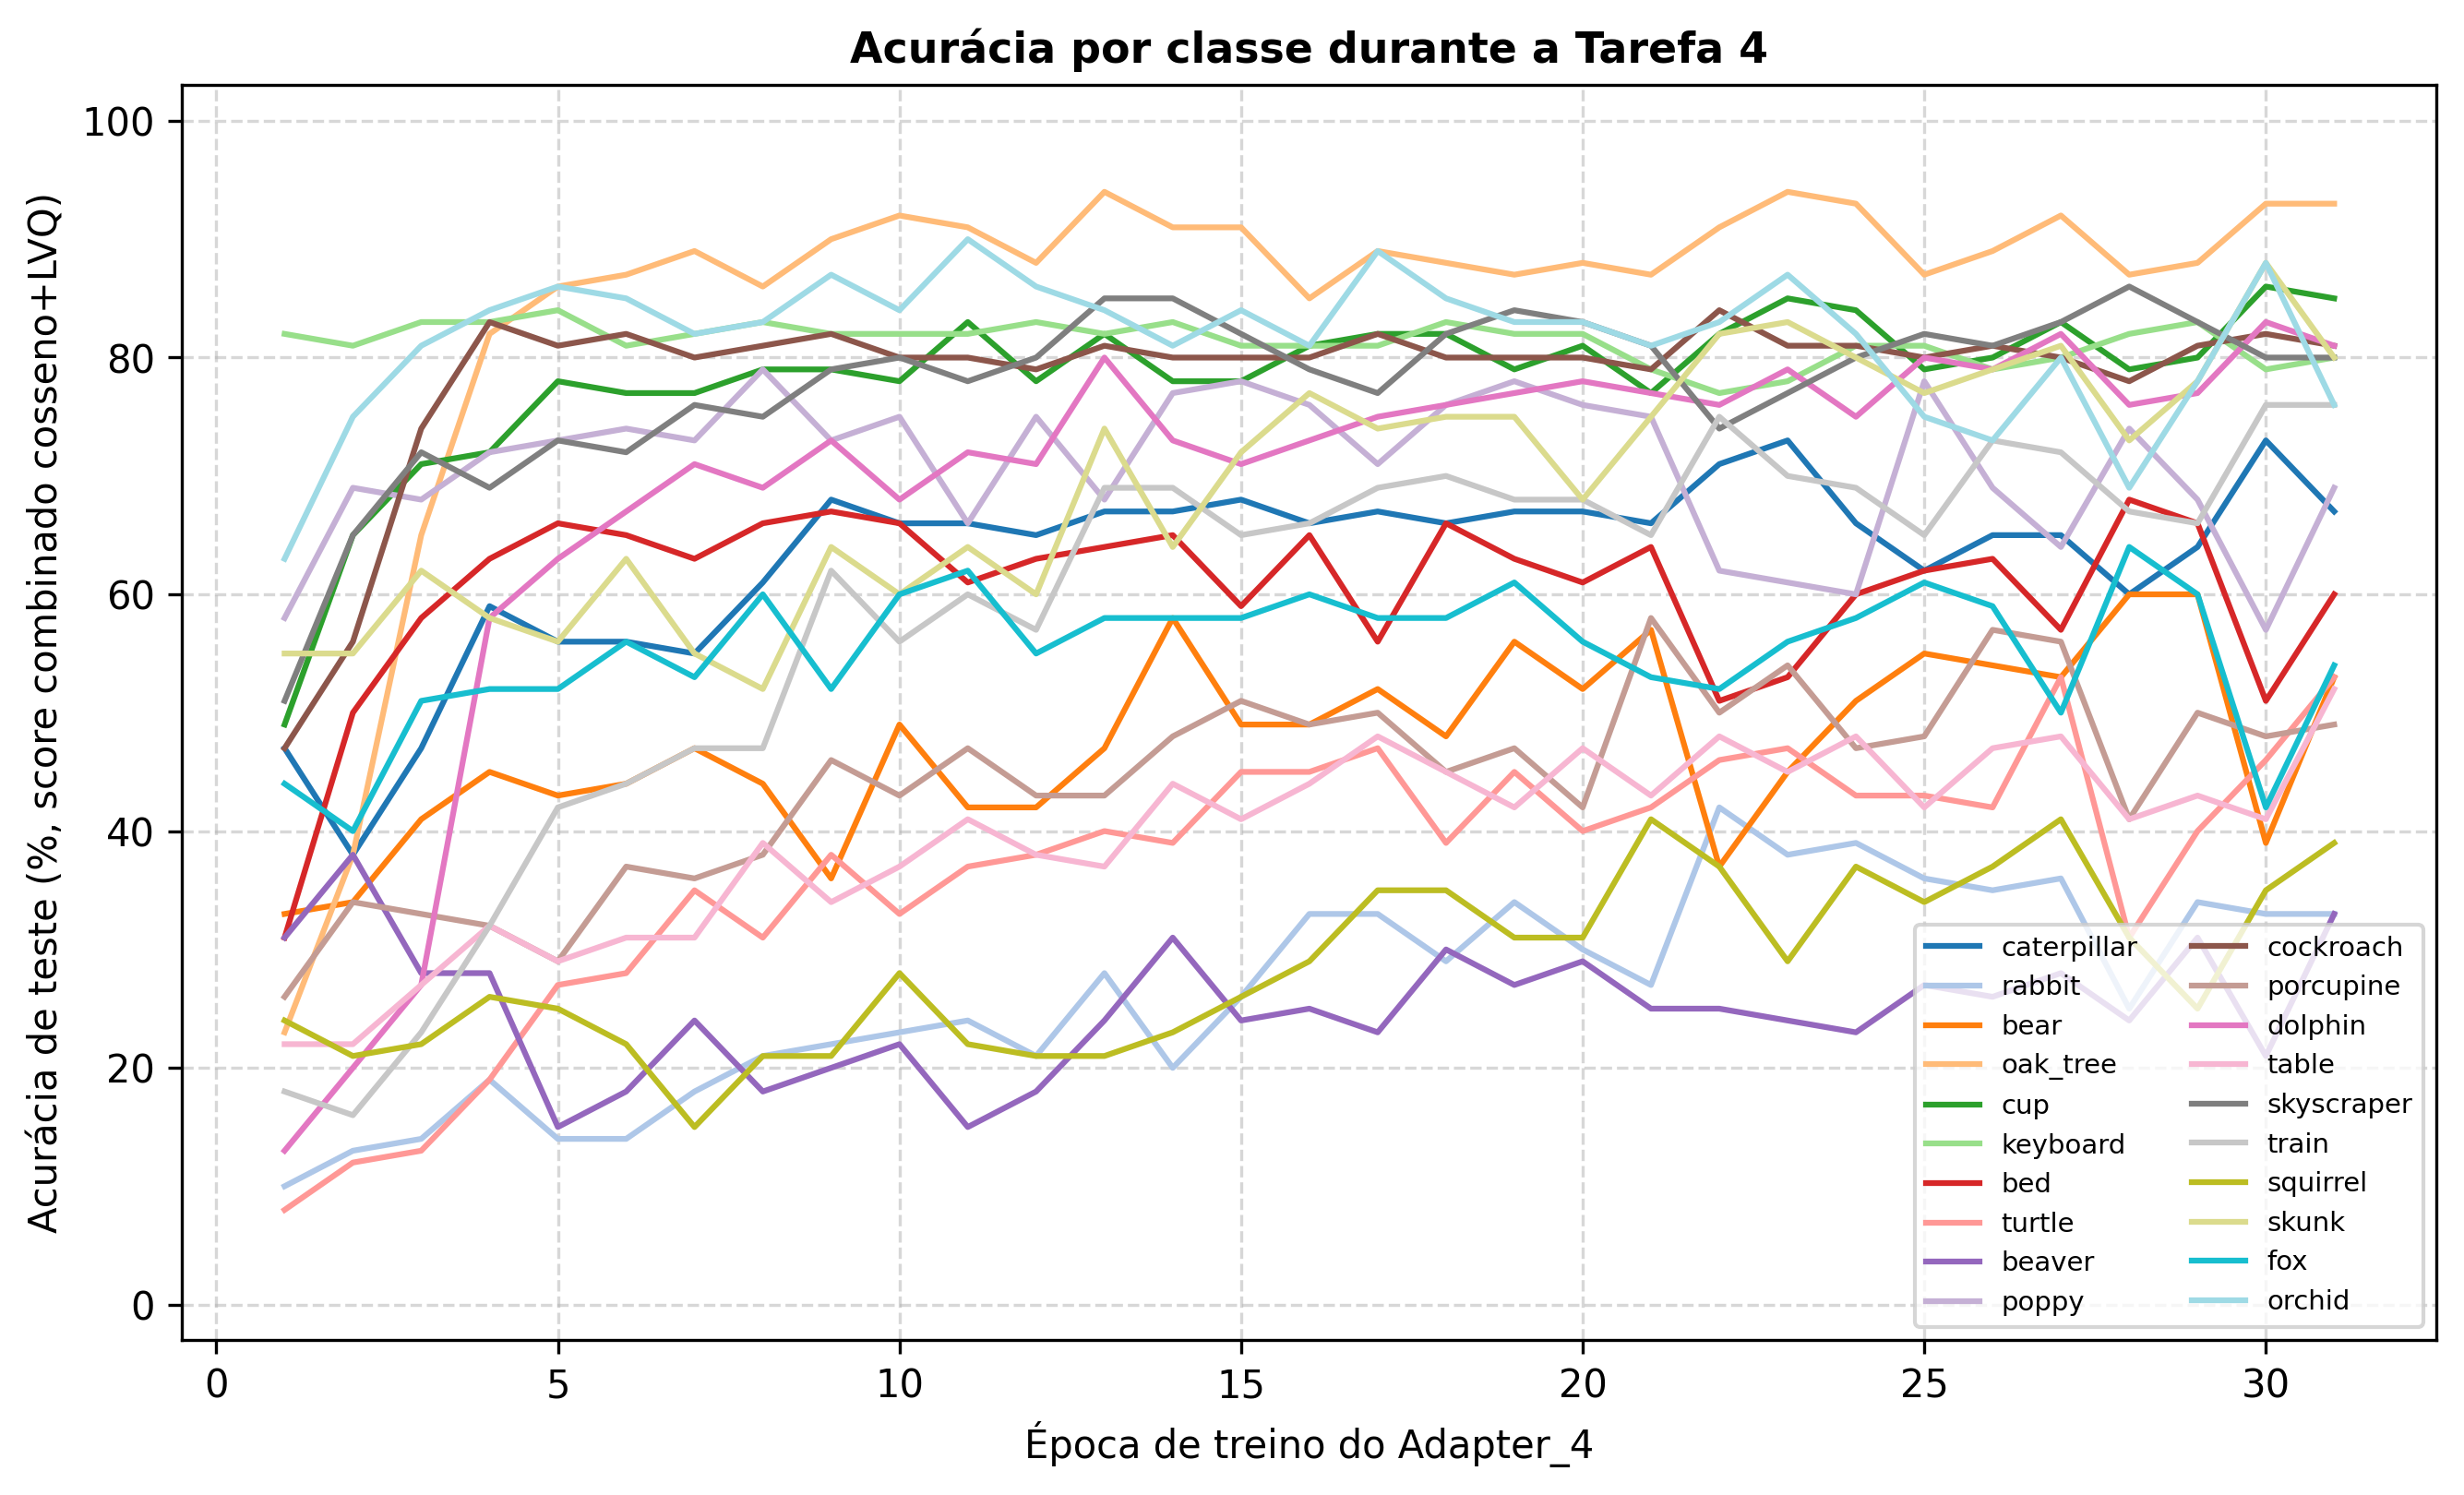 Acurácia por classe durante a Tarefa 4
Acurácia de teste (%, score combinado cosseno+LVQ)
100
80
60
40
20
0
0 5 10 15 20 25 30
Época de treino do Adapter_4
caterpillar
rabbit
bear
oak_tree
cup
keyboard
bed
turtle
beaver
poppy
cockroach
porcupine
dolphin
table
skyscraper
train
squirrel
skunk
fox
orchid